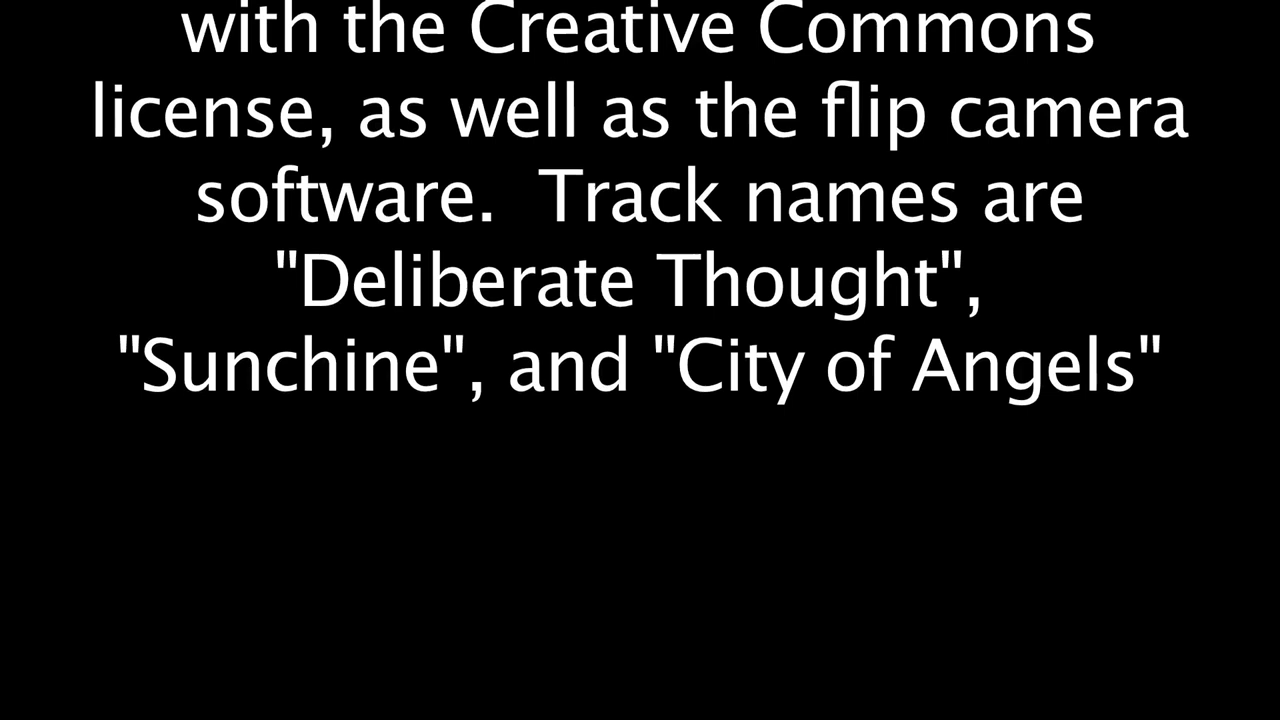 with the Creative Commons
license, as well as the flip camera
software.  Track names are
"Deliberate Thought",
"Sunchine", and "City of Angels"